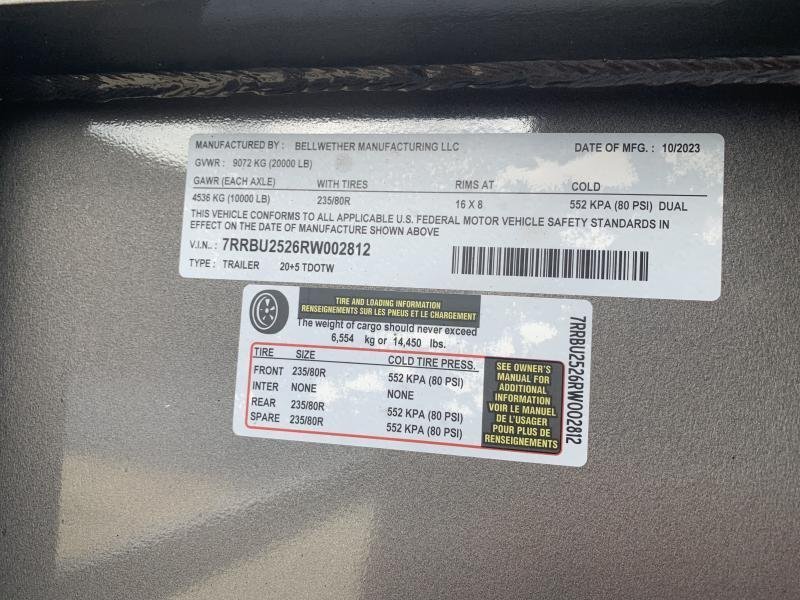 MANUFACTURED BY : BELLWETHER MANUFACTURING LLC DATE OF MFG. : 10/2023
GVWR : 9072 KG (20000 LB)
GAWR (EACH AXLE) WITH TIRES RIMS AT COLD
4536 KG (10000 LB) 235/80R 16 X 8 552 KPA (80 PSI) DUAL
THIS VEHICLE CONFORMS TO ALL APPLICABLE U.S. FEDERAL MOTOR VEHICLE SAFETY STANDARDS IN
EFFECT ON THE DATE OF MANUFACTURE SHOWN ABOVE
V.I.N.: 7RRBU2526RW002812
TYPE : TRAILER 20+5 TDOTW
TIRE AND LOADING INFORMATION
RENSEIGNEMENTS SUR LES PNEUS ET LE CHARGEMENT
The weight of cargo should never exceed
6,554 kg or 14,450 lbs.
TIRE SIZE COLD TIRE PRESS.
FRONT 235/80R 552 KPA (80 PSI)
INTER NONE NONE
REAR 235/80R 552 KPA (80 PSI)
SPARE 235/80R 552 KPA (80 PSI)
SEE OWNER'S
MANUAL FOR
ADDITIONAL
INFORMATION
VOIR LE MANUEL
DE L'USAGER
POUR PLUS DE
RENSEIGNEMENTS
7RRBU2526RW002812